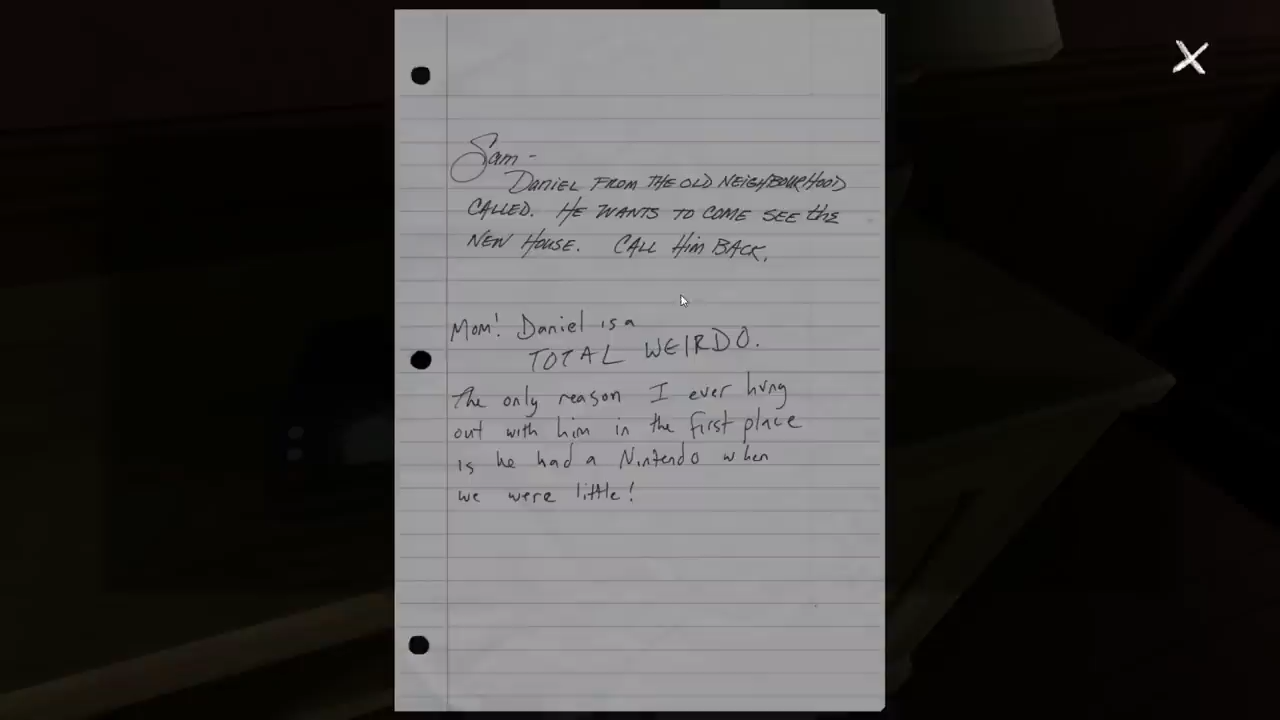 Sam-
DANIEL FROM THE OLD NEIGHBOURHOOD
CALLED. HE WANTS TO COME SEE the
NEW HOUSE. CALL HIM BACK.
Mom! Daniel is a
TOTAL WEIRDO.
The only reason I ever hung
out with him in the first place
is he had a Nintendo when
we were little!